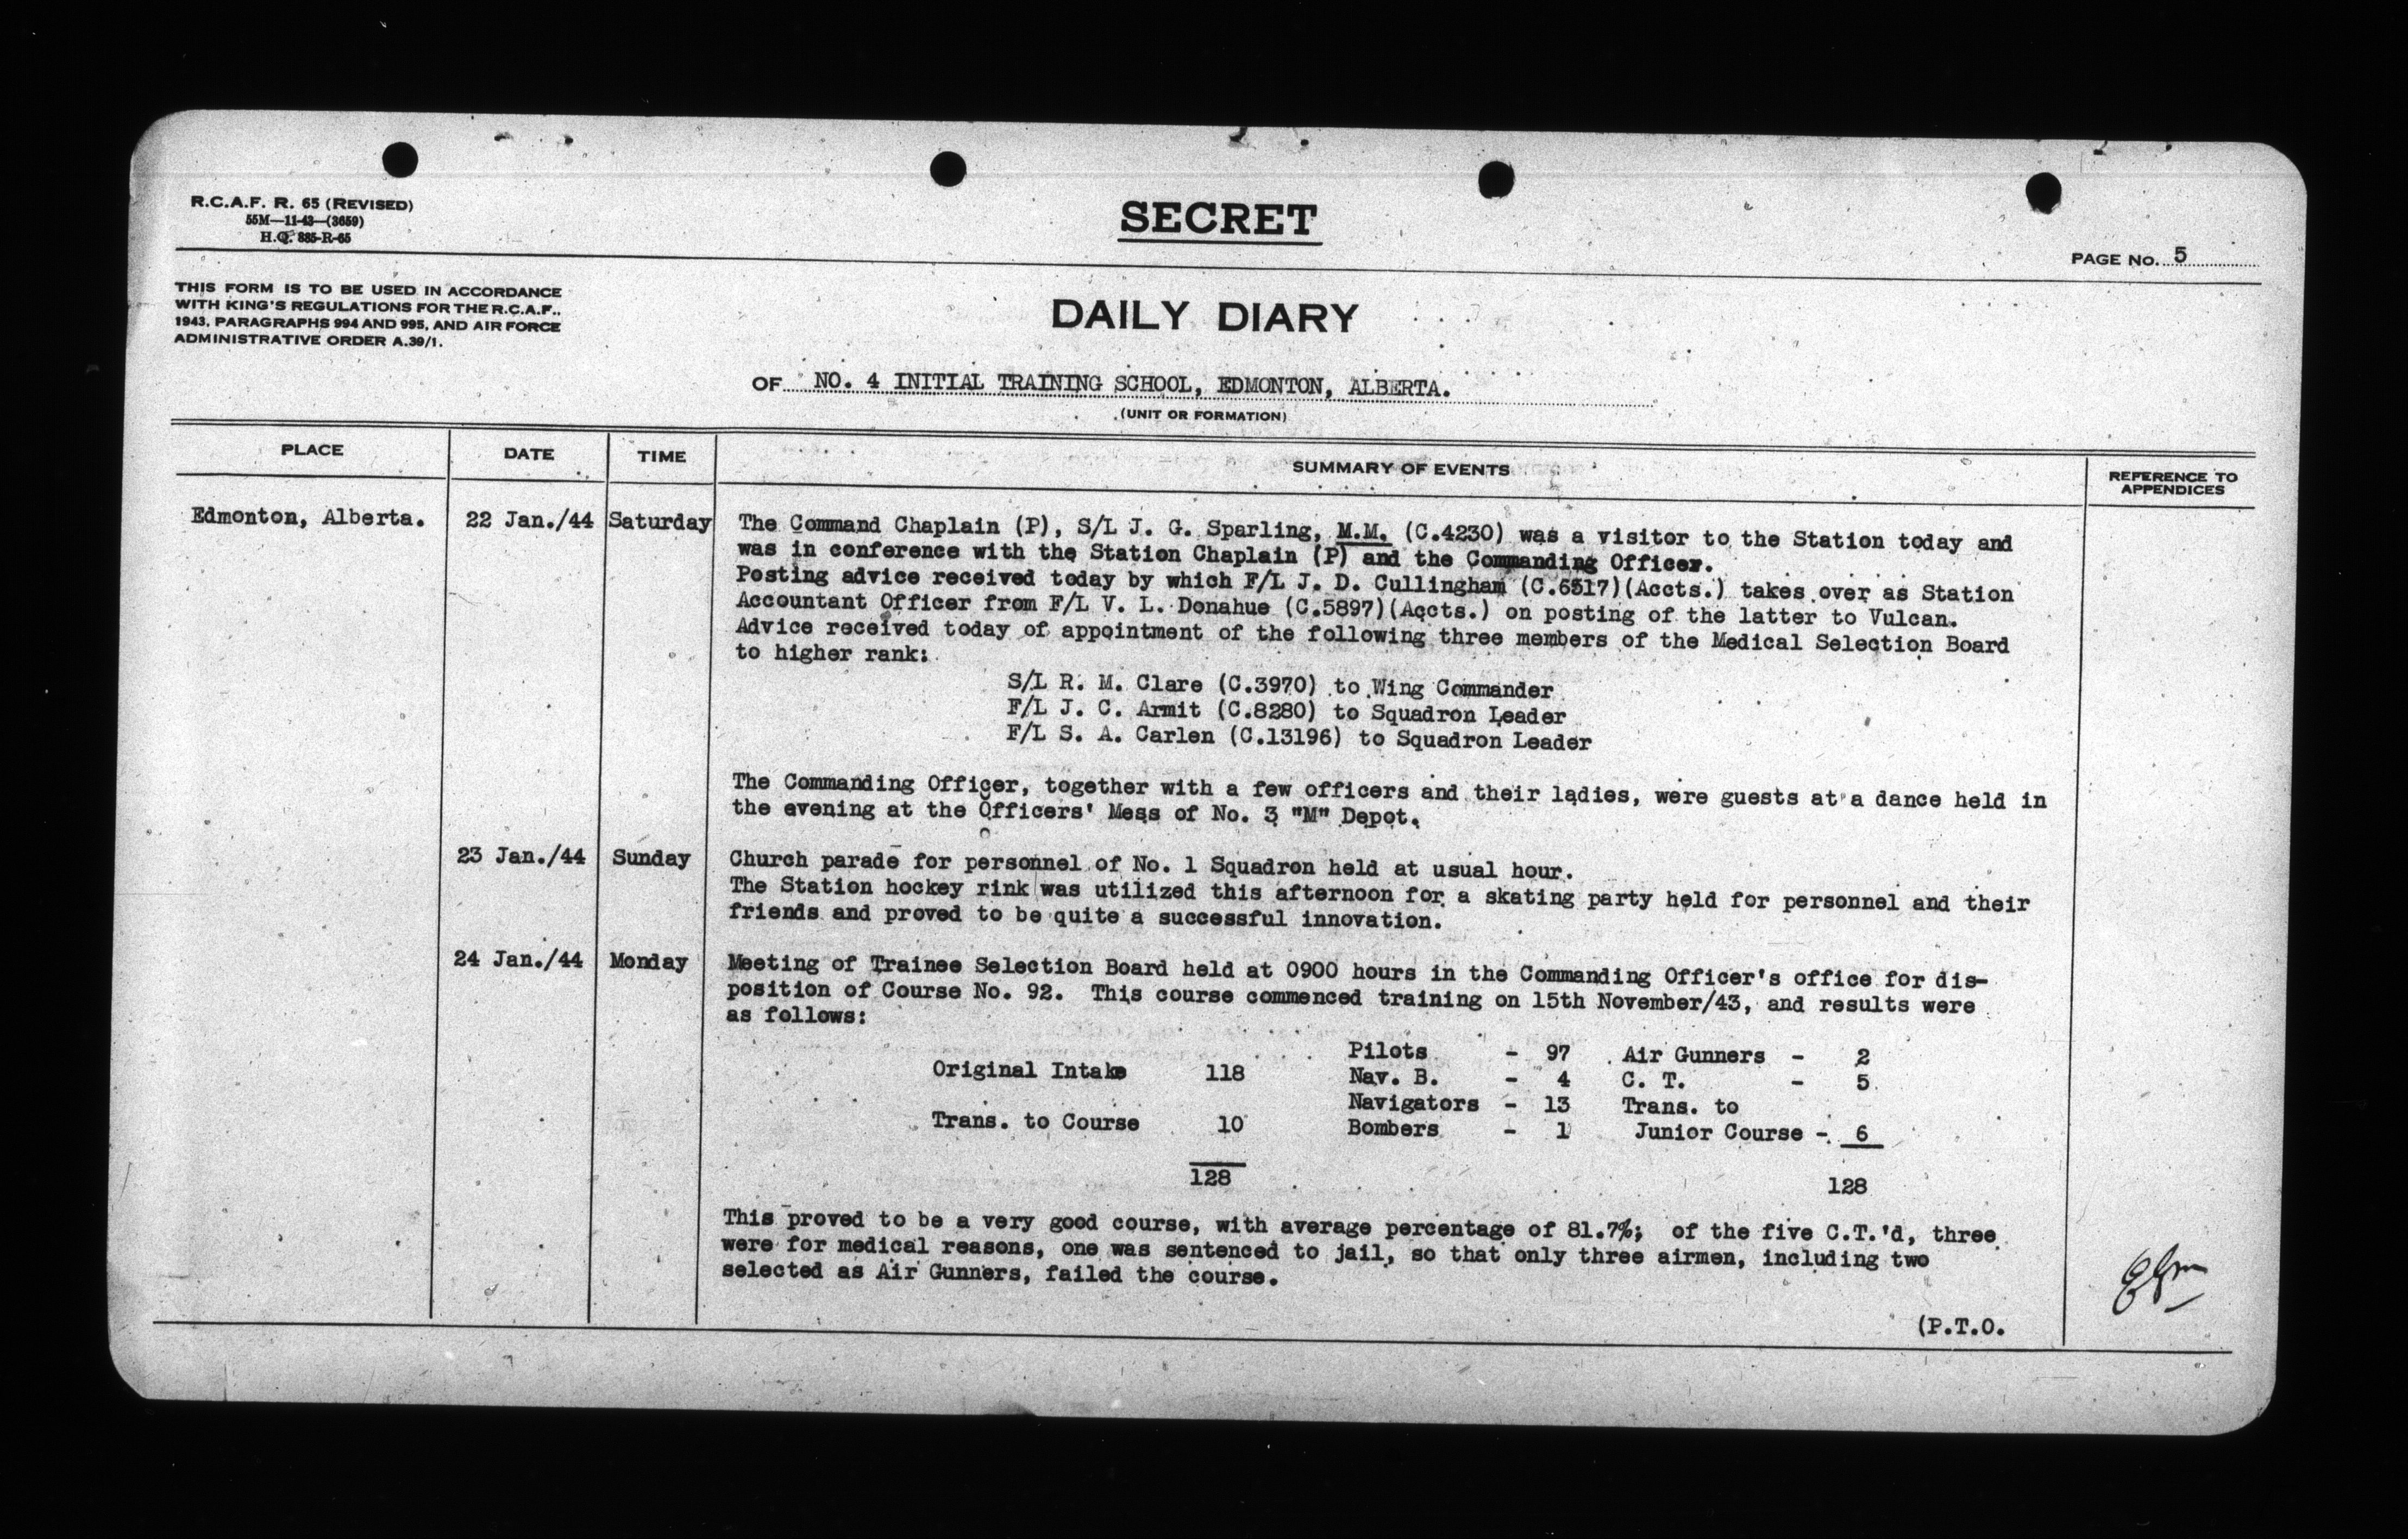 R.C.A.F. R. 65 (REVISED)
55M—11-43—(3659)
H.Q. 885-R-65
SECRET
PAGE NO. 5
THIS FORM IS TO BE USED IN ACCORDANCE
WITH KING'S REGULATIONS FOR THE R.C.A.F.,
1943, PARAGRAPHS 994 AND 995, AND AIR FORCE
ADMINISTRATIVE ORDER A.39/1.
DAILY DIARY
OF NO. 4 INITIAL TRAINING SCHOOL, EDMONTON, ALBERTA.
(UNIT OR FORMATION)
PLACE DATE TIME SUMMARY OF EVENTS REFERENCE TO
APPENDICES
Edmonton, Alberta. 22 Jan./44 Saturday The Command Chaplain (P), S/L J. G. Sparling, M.M. (C.4230) was a visitor to the Station today and
was in conference with the Station Chaplain (P) and the Commanding Officer.
Posting advice received today by which F/L J. D. Cullingham (C.6517)(Accts.) takes over as Station
Accountant Officer from F/L V. L. Donahue (C.5897)(Accts.) on posting of the latter to Vulcan.
Advice received today of appointment of the following three members of the Medical Selection Board
to higher rank:
S/L R. M. Clare (C.3970) to Wing Commander
F/L J. C. Armit (C.8280) to Squadron Leader
F/L S. A. Carlen (C.13196) to Squadron Leader
The Commanding Officer, together with a few officers and their ladies, were guests at a dance held in
the evening at the Officers' Mess of No. 3 "M" Depot.
23 Jan./44 Sunday Church parade for personnel of No. 1 Squadron held at usual hour.
The Station hockey rink was utilized this afternoon for a skating party held for personnel and their
friends and proved to be quite a successful innovation.
24 Jan./44 Monday Meeting of Trainee Selection Board held at 0900 hours in the Commanding Officer's office for dis-
position of Course No. 92. This course commenced training on 15th November/43, and results were
as follows:
Pilots - 97 Air Gunners - 2
Original Intake 118 Nav. B. - 4 C. T. - 5
Navigators - 13 Trans. to
Trans. to Course 10 Bombers - 1 Junior Course - 6
128 128
This proved to be a very good course, with average percentage of 81.7%; of the five C.T.'d, three
were for medical reasons, one was sentenced to jail, so that only three airmen, including two
selected as Air Gunners, failed the course.
(P.T.O.